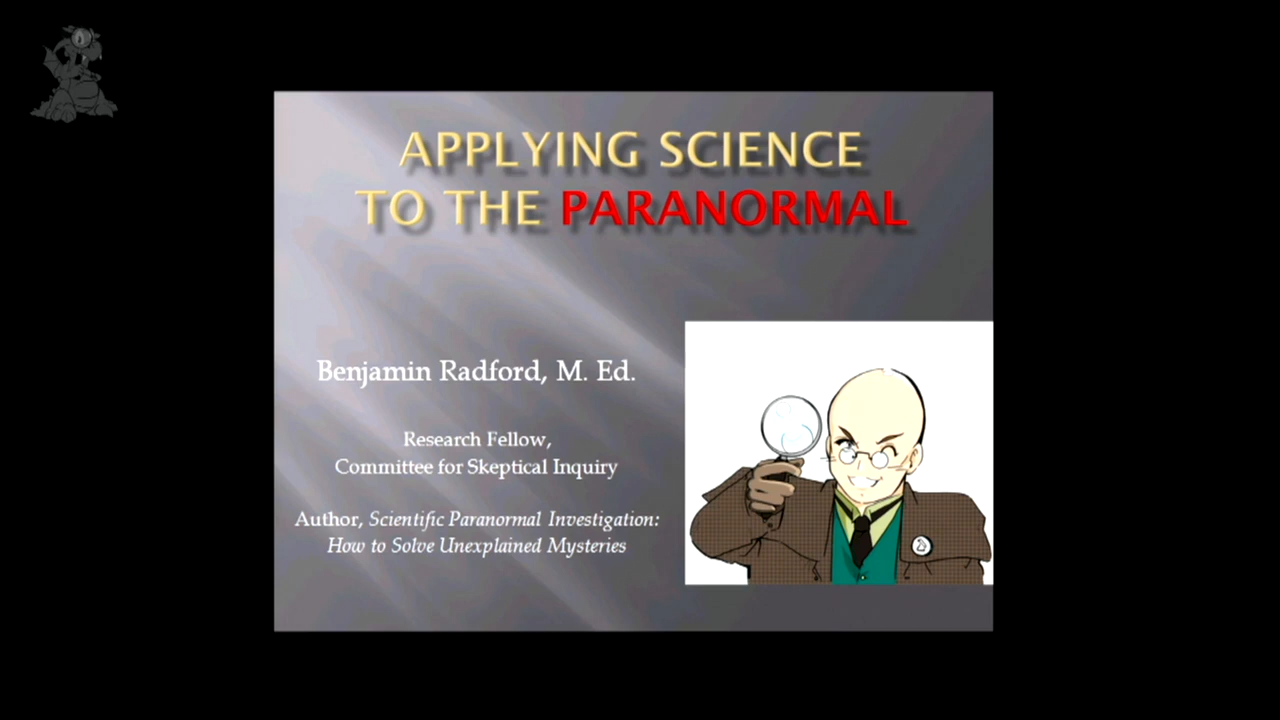 APPLYING SCIENCE
TO THE PARANORMAL
Benjamin Radford, M. Ed.
Research Fellow,
Committee for Skeptical Inquiry
Author, Scientific Paranormal Investigation:
How to Solve Unexplained Mysteries